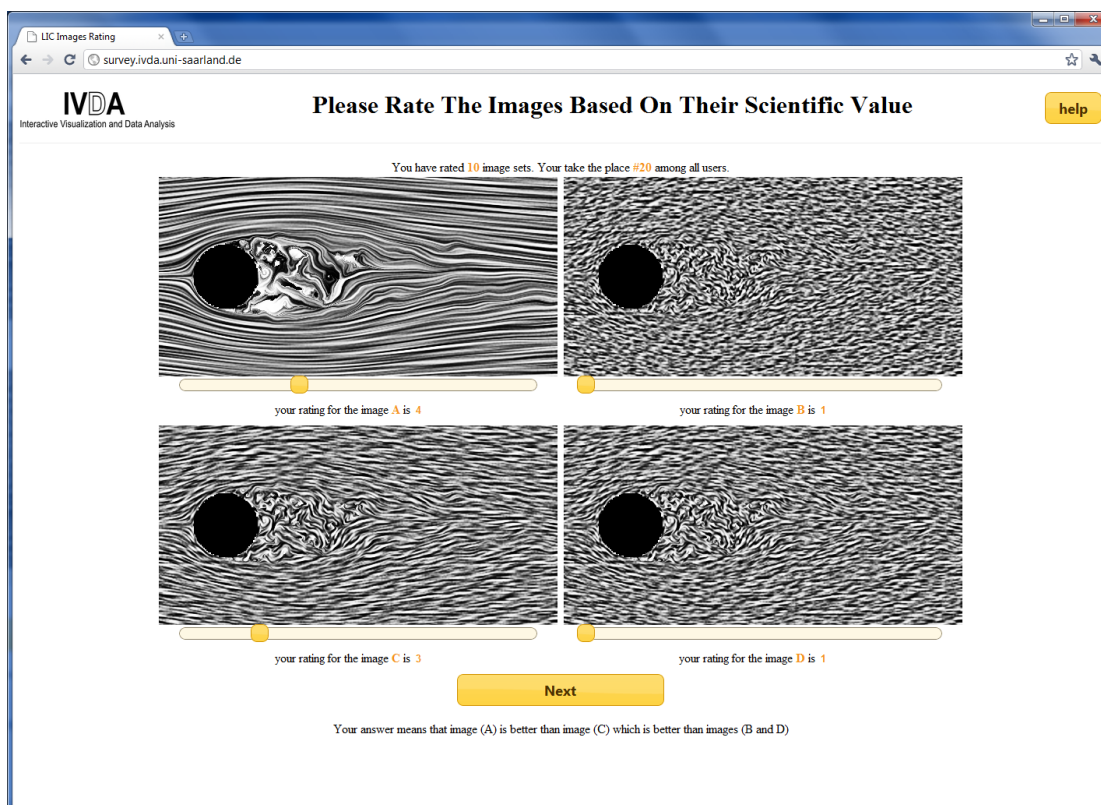 LIC Images Rating
survey.ivda.uni-saarland.de
IVDA
Interactive Visualization and Data Analysis
Please Rate The Images Based On Their Scientific Value
help
You have rated 10 image sets. Your take the place #20 among all users.
your rating for the image A is 4
your rating for the image B is 1
your rating for the image C is 3
your rating for the image D is 1
Next
Your answer means that image (A) is better than image (C) which is better than images (B and D)